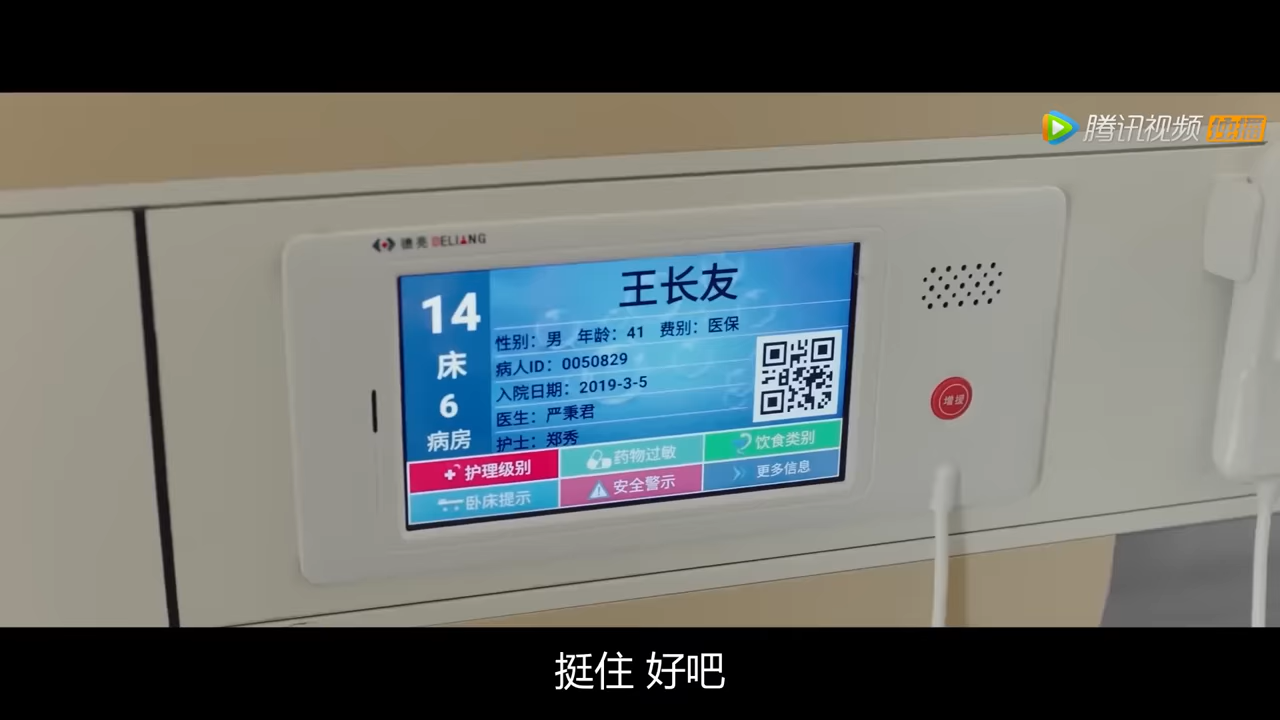 腾讯视频 独播
德亮 DELIANG
王长友
14
床
6
病房
性别：男 年龄：41 费别：医保
病人ID：0050829
入院日期：2019-3-5
医生：严秉君
护士：郑秀
护理级别
药物过敏
饮食类别
卧床提示
安全警示
更多信息
增援
挺住 好吧